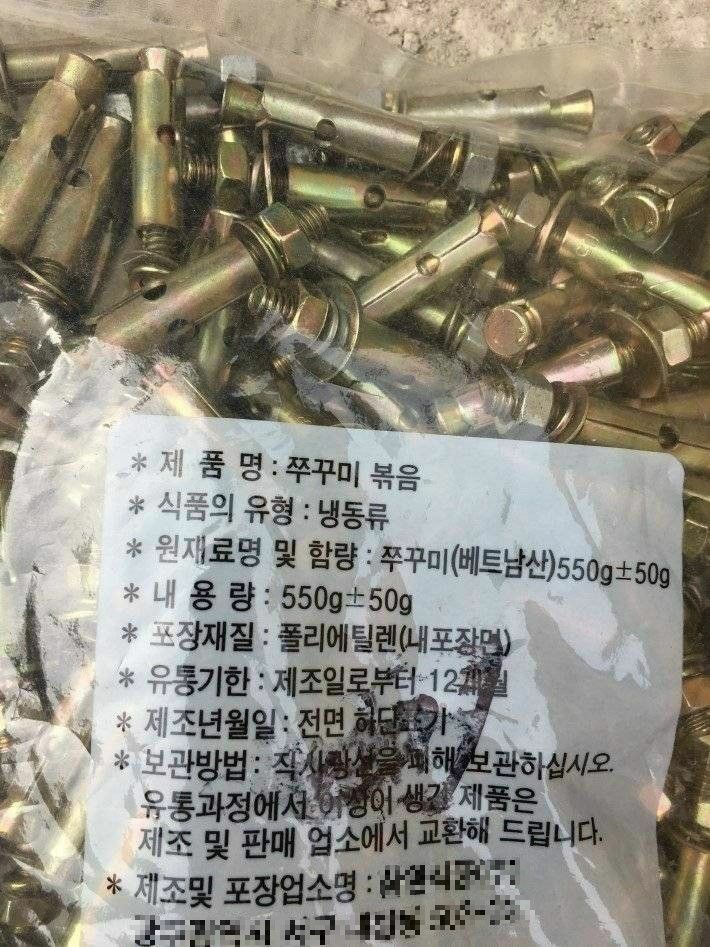 * 제 품 명 : 쭈꾸미 볶음
* 식품의 유형 : 냉동류
* 원재료명 및 함량 : 쭈꾸미(베트남산)550g±50g
* 내 용 량 : 550g±50g
* 포장재질 : 폴리에틸렌(내포장면)
* 유통기한 : 제조일로부터 12개월
* 제조년월일 : 전면 하단표기
* 보관방법 : 직사광선을 피해 보관하십시오.
유통과정에서 이상이 생긴 제품은
제조 및 판매 업소에서 교환해 드립니다.
* 제조및 포장업소명 :